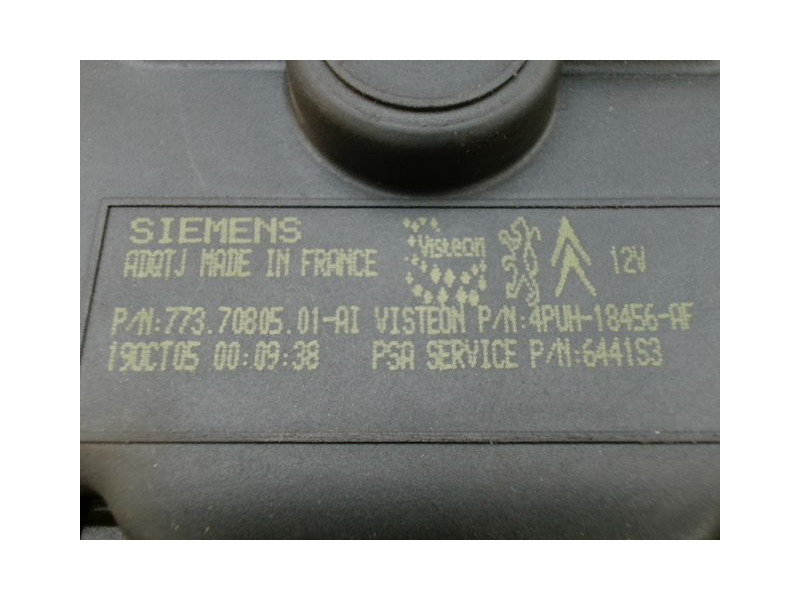 SIEMENS
Visteon
12V
ADQTJ MADE IN FRANCE
P/N:773.70805.01-AI VISTEON P/N:4PUH-18456-AF
19OCT05 00:09:38 PSA SERVICE P/N:6441S3